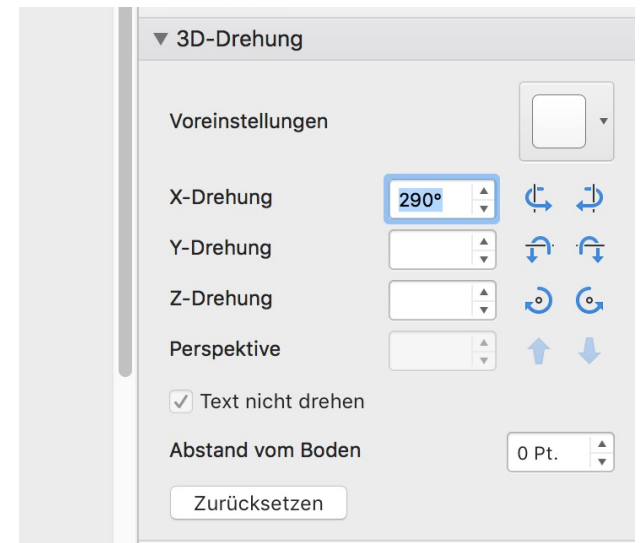 3D-Drehung
Voreinstellungen
X-Drehung 290°
Y-Drehung
Z-Drehung
Perspektive
Text nicht drehen
Abstand vom Boden 0 Pt.
Zurücksetzen